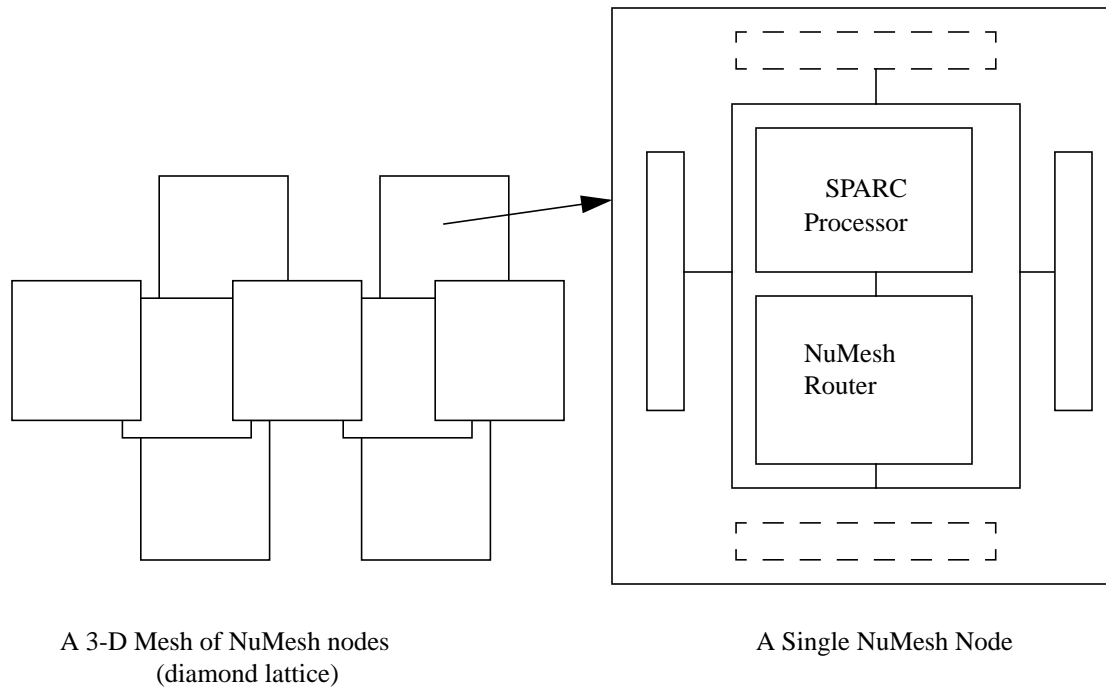 SPARC
Processor
NuMesh
Router
A 3-D Mesh of NuMesh nodes
(diamond lattice)
A Single NuMesh Node